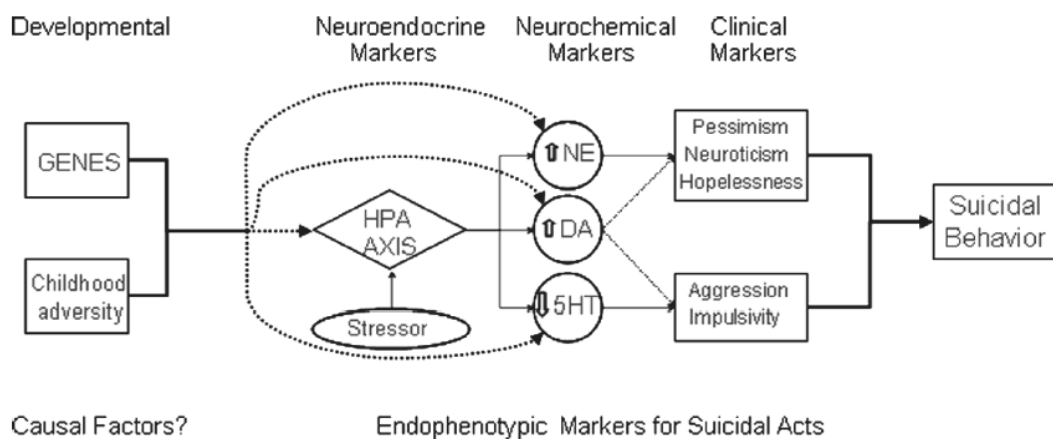 Developmental
Neuroendocrine
Markers
Neurochemical
Markers
Clinical
Markers
GENES
Childhood
adversity
HPA
AXIS
Stressor
⇧NE
⇧DA
⇩5HT
Pessimism
Neuroticism
Hopelessness
Aggression
Impulsivity
Suicidal
Behavior
Causal Factors?
Endophenotypic Markers for Suicidal Acts